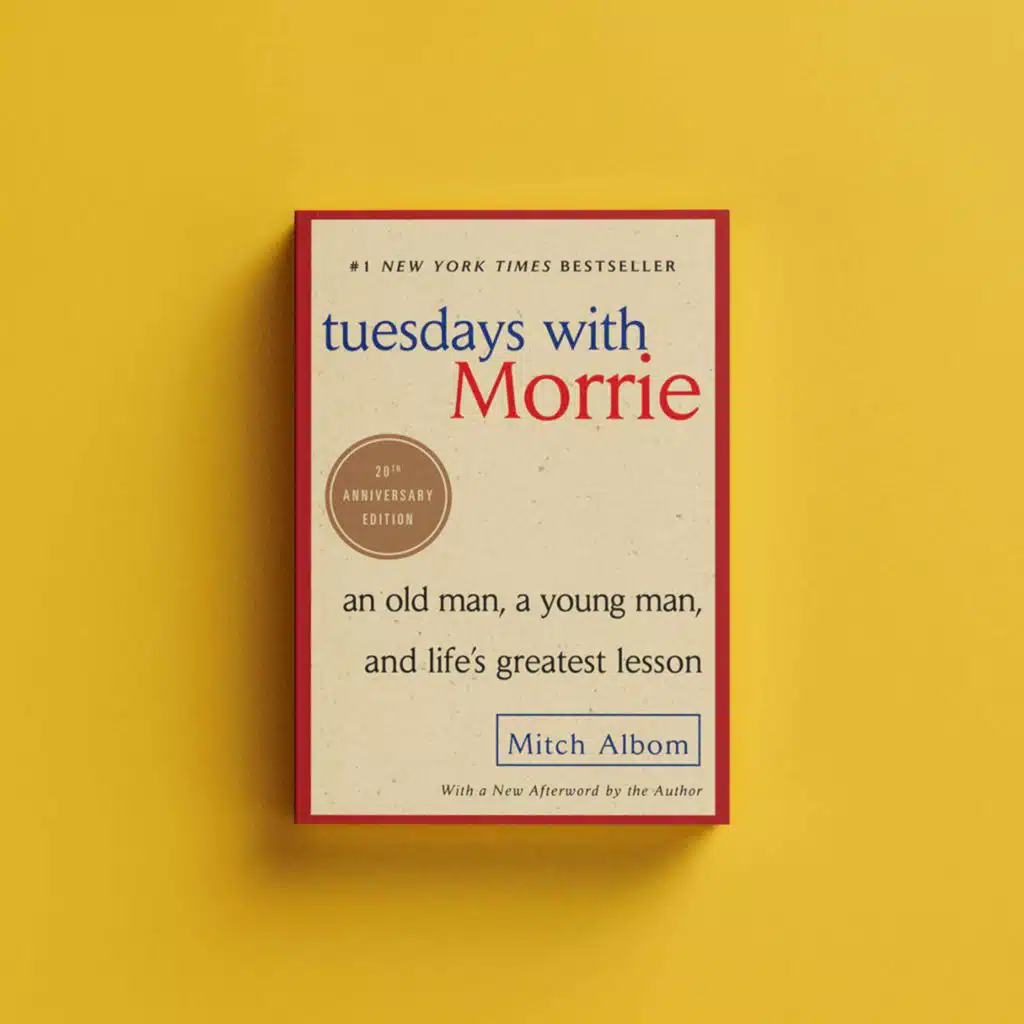 #1 NEW YORK TIMES BESTSELLER
tuesdays with
Morrie
20TH
ANNIVERSARY
EDITION
an old man, a young man,
and life's greatest lesson
Mitch Albom
With a New Afterword by the Author